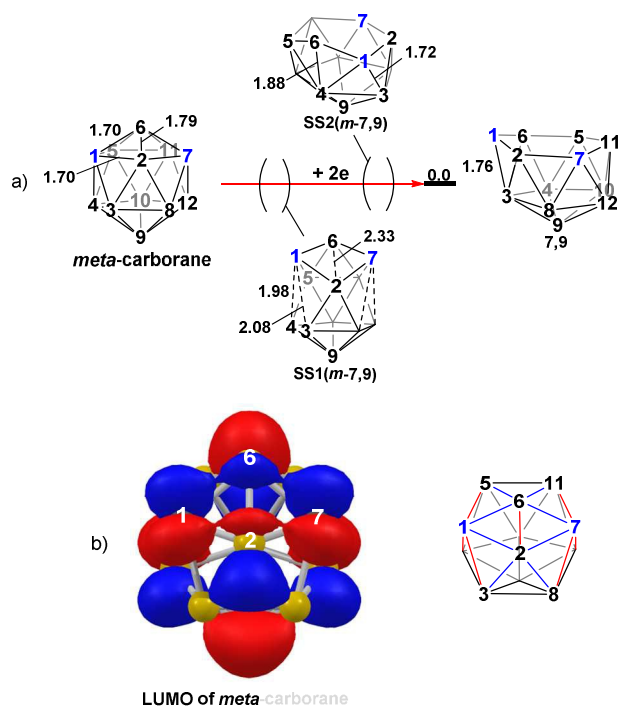 7
5 6 2
1
1.72
1.88
4 3
9
SS2(m-7,9)
6
1.70 1.79
1 5 11 7
2
1.70
10
4 3 8 12
9
meta-carborane
a)
+ 2e
0,0
1 6 5 11
2 7
1.76
3 4 10
8 12
9
7,9
6
2.33
1 7
5 2
1.98
2.08
4 3
9
SS1(m-7,9)
b)
6
1 7
2
LUMO of meta-carborane
5 11
6
1 7
2
3 8